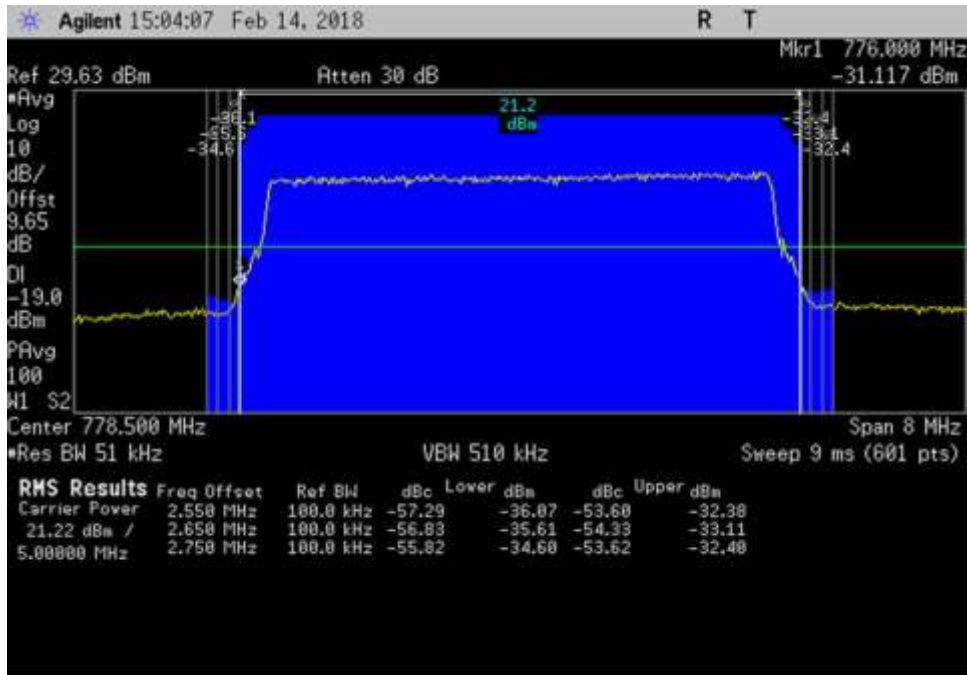 Agilent 15:04:07 Feb 14, 2018 R T
Mkr1 776.000 MHz
Ref 29.63 dBm Atten 30 dB -31.117 dBm
*Avg
Log
10
dB/
Offst
9.65
dB
DI
-19.0
dBm
PAvg
100
W1 S2
21.2
dBm
-36.1
-34.6
-32.4
Center 778.500 MHz Span 8 MHz
*Res BW 51 kHz VBW 510 kHz Sweep 9 ms (601 pts)
RMS Results Freq Offset Ref BW dBc Lower dBm dBc Upper dBm
Carrier Power 2.550 MHz 100.0 kHz -57.29 -36.07 -53.60 -32.38
21.22 dBm / 2.650 MHz 100.0 kHz -56.83 -35.61 -54.33 -33.11
5.00000 MHz 2.750 MHz 100.0 kHz -55.82 -34.60 -53.62 -32.40